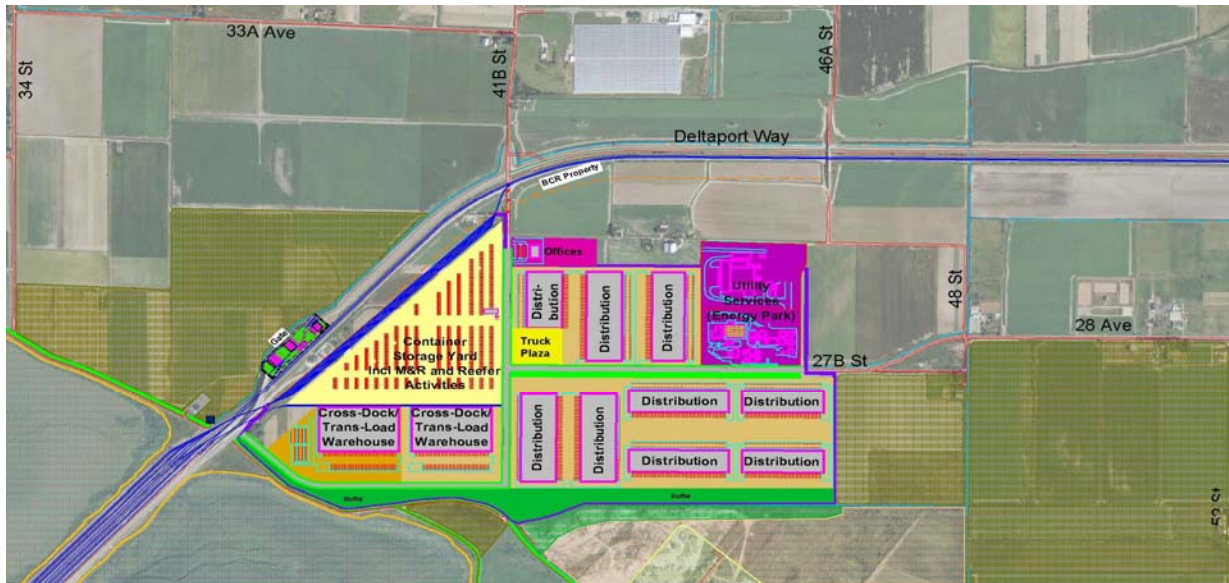 33A Ave
34 St
41B St
46A St
Deltaport Way
BCR Property
Offices
Distri-
bution
Distribution
Distribution
Utility
Services
(Energy Park)
48 St
28 Ave
27B St
Gate
Container
Storage Yard
Incl M&R and Reefer
Activities
Truck
Plaza
Cross-Dock/
Trans-Load
Warehouse
Cross-Dock/
Trans-Load
Warehouse
Distribution
Distribution
Distribution
Distribution
Distribution
Distribution
52 St